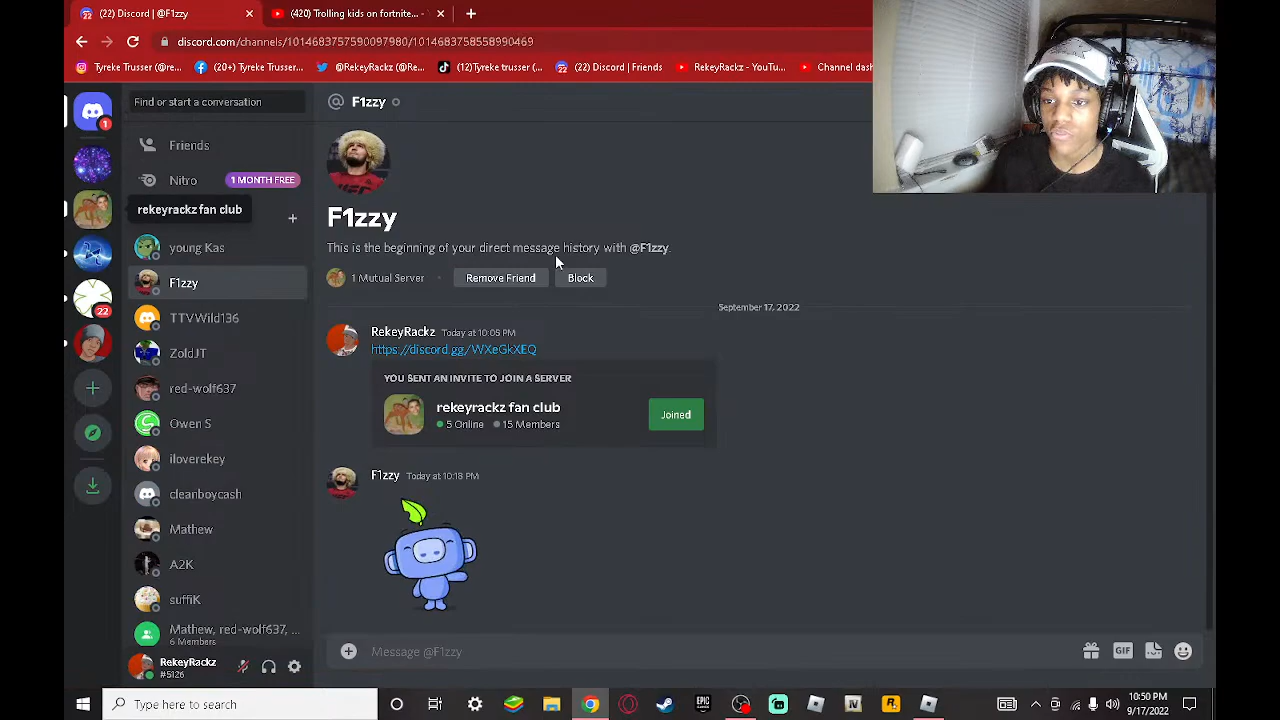 (22) Discord | @F1zzy
(420) Trolling kids on fortnite... -
discord.com/channels/1014683757590097980/1014683758558990469
Tyreke Trusser (@re...
(20+) Tyreke Trusser...
@RekeyRackz (@Re...
(12)Tyreke trusser (...
(22) Discord | Friends
RekeyRackz - YouTu...
Channel dash
Find or start a conversation
F1zzy
1
Friends
Nitro
1 MONTH FREE
rekeyrackz fan club
young Kas
F1zzy
TTVWild136
ZoldJT
red-wolf637
Owen S
iloverekey
cleanboycash
Mathew
A2K
suffiK
Mathew, red-wolf637, ...
6 Members
22
RekeyRackz
#5126
F1zzy
This is the beginning of your direct message history with @F1zzy.
1 Mutual Server
Remove Friend
Block
September 17, 2022
RekeyRackz Today at 10:05 PM
https://discord.gg/WXeGkXEQ
YOU SENT AN INVITE TO JOIN A SERVER
rekeyrackz fan club
5 Online
15 Members
Joined
F1zzy Today at 10:18 PM
Message @F1zzy
GIF
Type here to search
EPIC
GAMES
IV
R
10:50 PM
9/17/2022